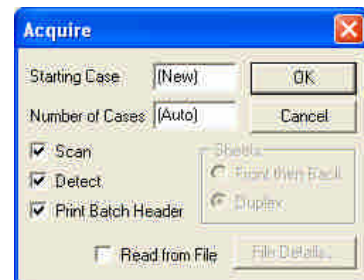 Acquire
Starting Case (New) OK
Number of Cases (Auto) Cancel
Scan
Sheets
Detect
Front then Back
Print Batch Header
Duplex
Read from File File Details..